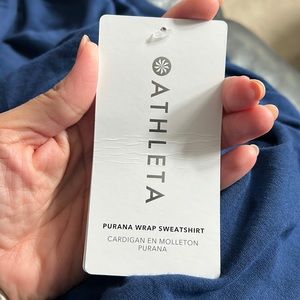 ATHLETA
PURANA WRAP SWEATSHIRT
CARDIGAN EN MOLLETON
PURANA